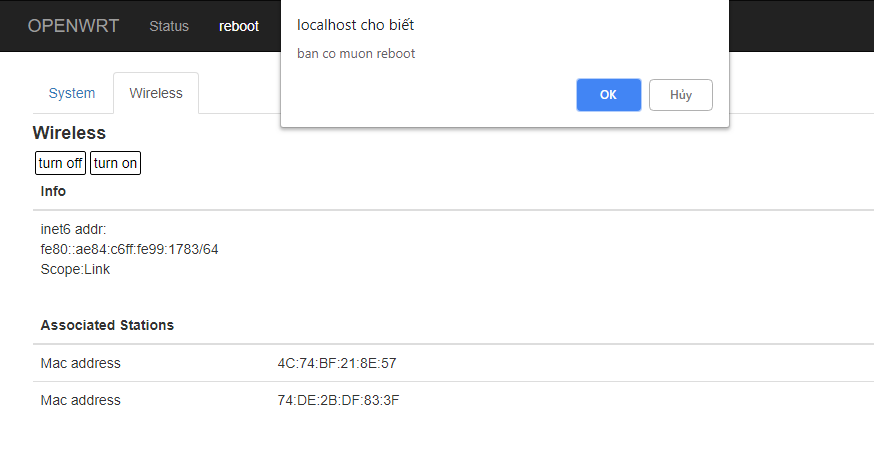 OPENWRT Status reboot
localhost cho biết
ban co muon reboot
OK Hủy
System Wireless
Wireless
turn off turn on
Info
inet6 addr:
fe80::ae84:c6ff:fe99:1783/64
Scope:Link
Associated Stations
Mac address 4C:74:BF:21:8E:57
Mac address 74:DE:2B:DF:83:3F